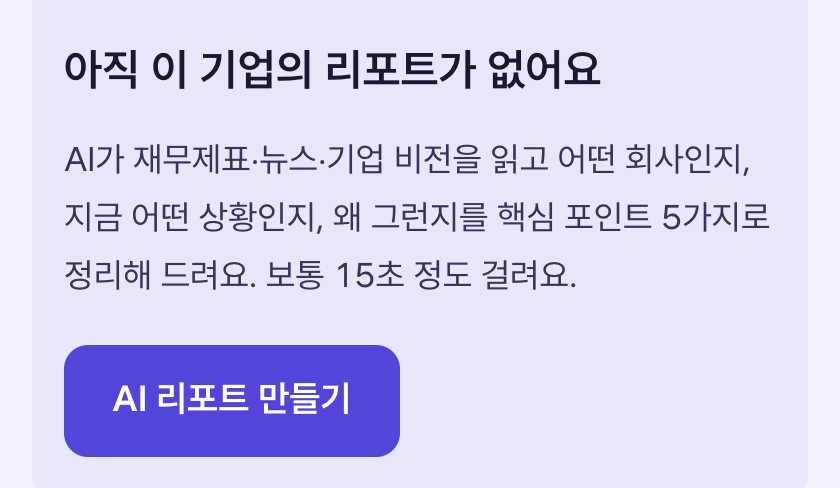 아직 이 기업의 리포트가 없어요
AI가 재무제표·뉴스·기업 비전을 읽고 어떤 회사인지,
지금 어떤 상황인지, 왜 그런지를 핵심 포인트 5가지로
정리해 드려요. 보통 15초 정도 걸려요.
AI 리포트 만들기